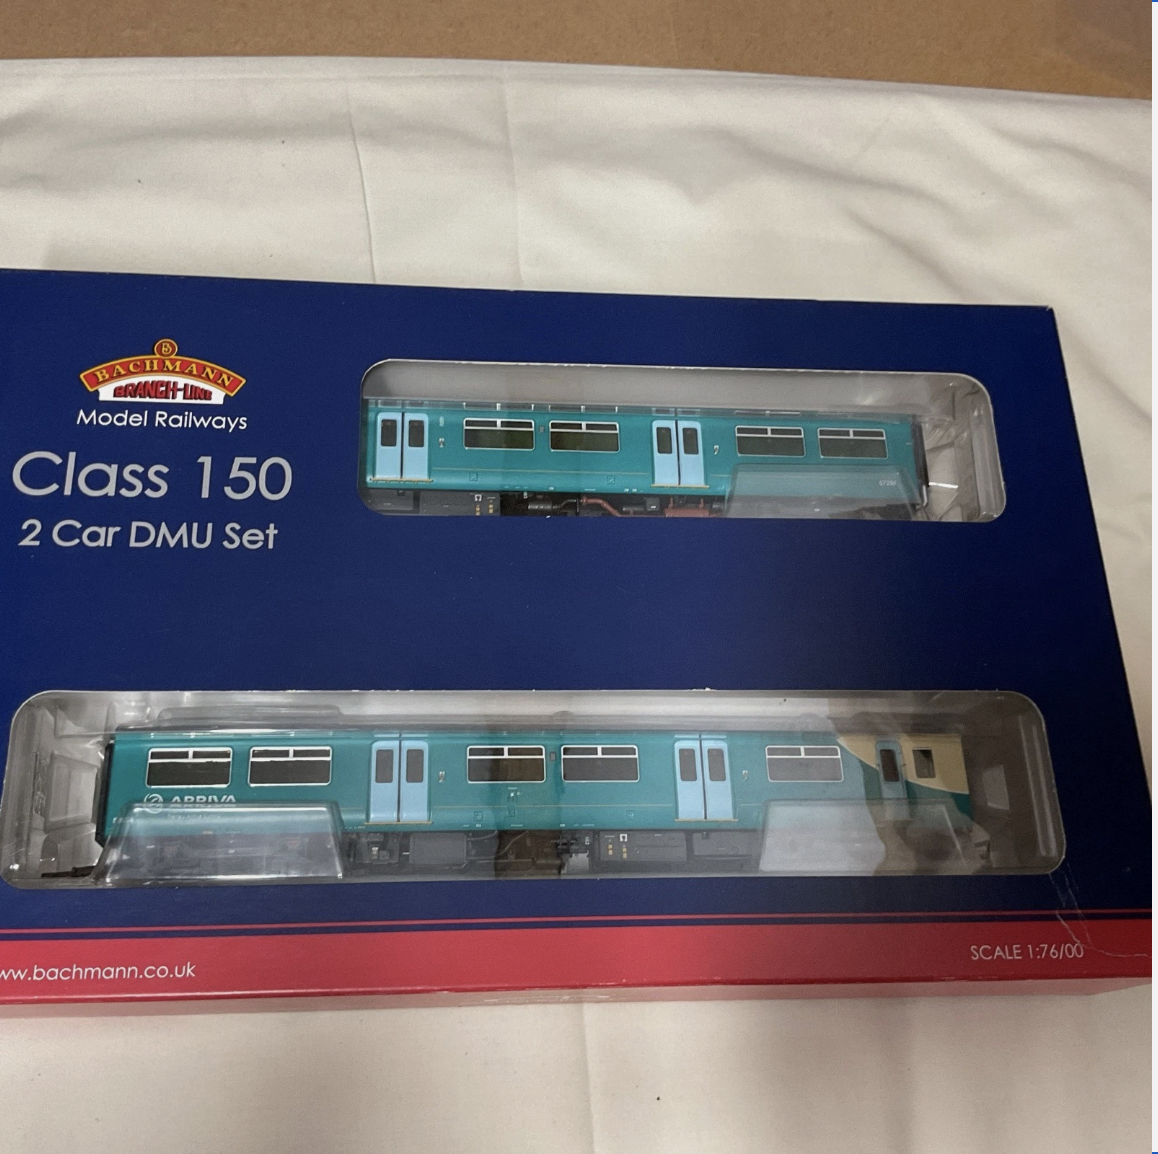 B
BACHMANN
BRANCH-LINE
Model Railways
Class 150
2 Car DMU Set
ARRIVA
ww.bachmann.co.uk
SCALE 1:76/00